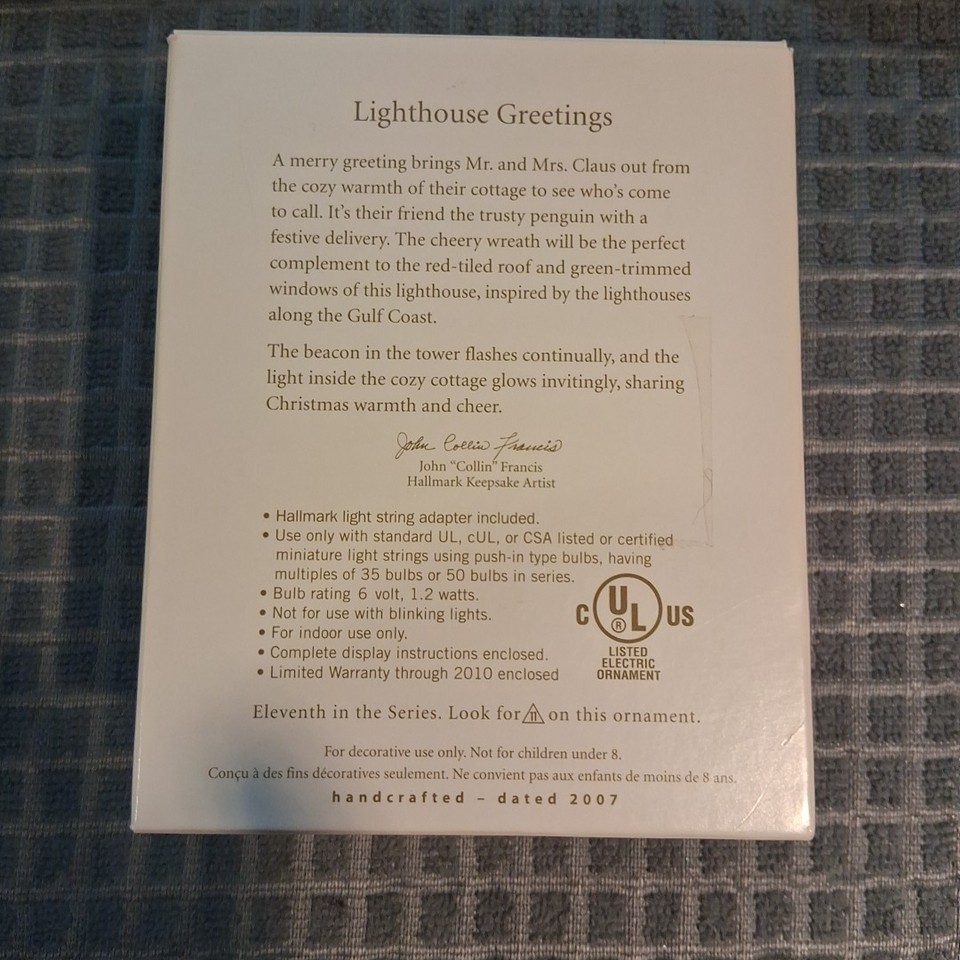 Lighthouse Greetings
A merry greeting brings Mr. and Mrs. Claus out from
the cozy warmth of their cottage to see who's come
to call. It's their friend the trusty penguin with a
festive delivery. The cheery wreath will be the perfect
complement to the red-tiled roof and green-trimmed
windows of this lighthouse, inspired by the lighthouses
along the Gulf Coast.
The beacon in the tower flashes continually, and the
light inside the cozy cottage glows invitingly, sharing
Christmas warmth and cheer.
John Collin Francis
John "Collin" Francis
Hallmark Keepsake Artist
• Hallmark light string adapter included.
• Use only with standard UL, cUL, or CSA listed or certified
miniature light strings using push-in type bulbs, having
multiples of 35 bulbs or 50 bulbs in series.
• Bulb rating 6 volt, 1.2 watts.
• Not for use with blinking lights.
• For indoor use only.
• Complete display instructions enclosed.
• Limited Warranty through 2010 enclosed
C UL ® US
LISTED
ELECTRIC
ORNAMENT
Eleventh in the Series. Look for 11 on this ornament.
For decorative use only. Not for children under 8.
Conçu à des fins décoratives seulement. Ne convient pas aux enfants de moins de 8 ans.
handcrafted – dated 2007